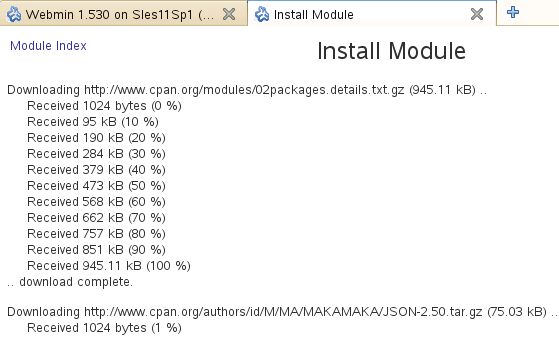 Webmin 1.530 on Sles11Sp1 (...
Install Module
Module Index
Install Module
Downloading http://www.cpan.org/modules/02packages.details.txt.gz (945.11 kB) ..
Received 1024 bytes (0 %)
Received 95 kB (10 %)
Received 190 kB (20 %)
Received 284 kB (30 %)
Received 379 kB (40 %)
Received 473 kB (50 %)
Received 568 kB (60 %)
Received 662 kB (70 %)
Received 757 kB (80 %)
Received 851 kB (90 %)
Received 945.11 kB (100 %)
.. download complete.
Downloading http://www.cpan.org/authors/id/M/MA/MAKAMAKA/JSON-2.50.tar.gz (75.03 kB) ..
Received 1024 bytes (1 %)